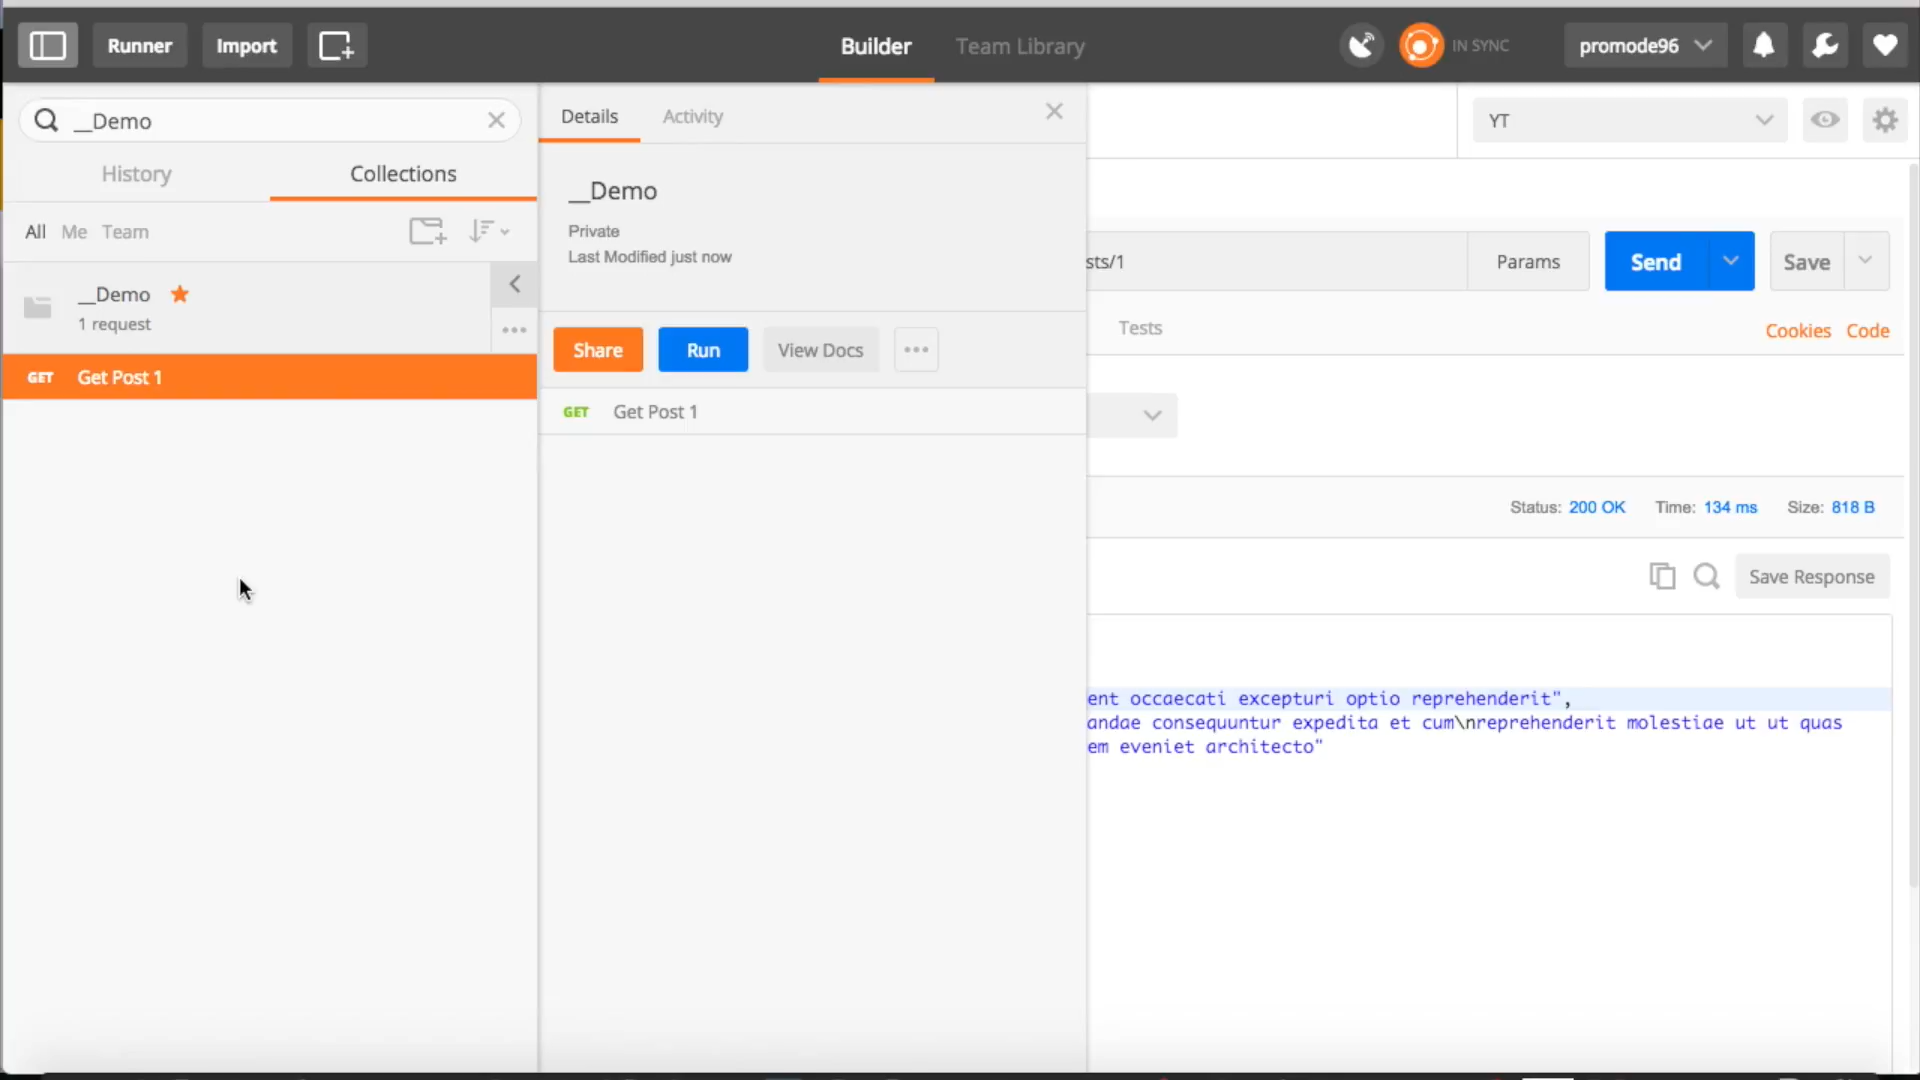 Runner
Import
Builder
Team Library
IN SYNC
promode96
__Demo
History
Collections
All Me Team
__Demo
1 request
GET Get Post 1
Details
Activity
__Demo
Private
Last Modified just now
Share
Run
View Docs
GET Get Post 1
YT
sts/1
Params
Send
Save
Tests
Cookies
Code
Status: 200 OK
Time: 134 ms
Size: 818 B
Save Response
ent occaecati excepturi optio reprehenderit",
andae consequuntur expedita et cum\nreprehenderit molestiae ut ut quas
em eveniet architecto"